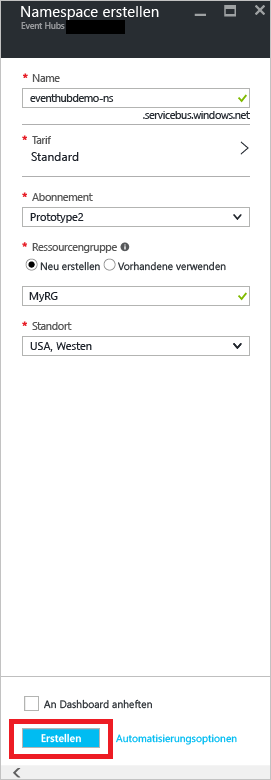 Namespace erstellen
Event Hubs
* Name
eventhubdemo-ns
.servicebus.windows.net
* Tarif
Standard
* Abonnement
Prototype2
* Ressourcengruppe
Neu erstellen Vorhandene verwenden
MyRG
* Standort
USA, Westen
An Dashboard anheften
Erstellen Automatisierungsoptionen